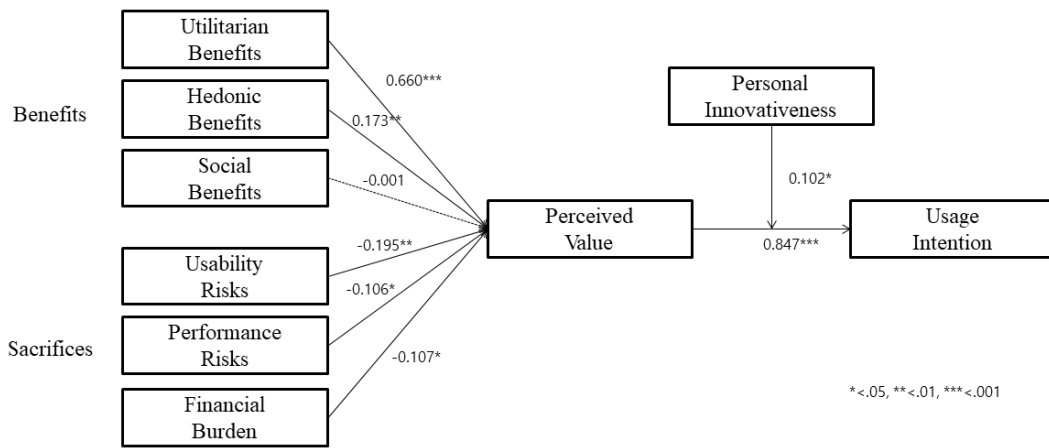 Utilitarian
Benefits
0.660***
Benefits
Hedonic
Benefits
0.173**
Social
Benefits
-0.001
Personal
Innovativeness
0.102*
Perceived
Value
0.847***
Usage
Intention
Usability
Risks
-0.195**
-0.106*
Sacrifices
Performance
Risks
-0.107*
Financial
Burden
*<.05, **<.01, ***<.001